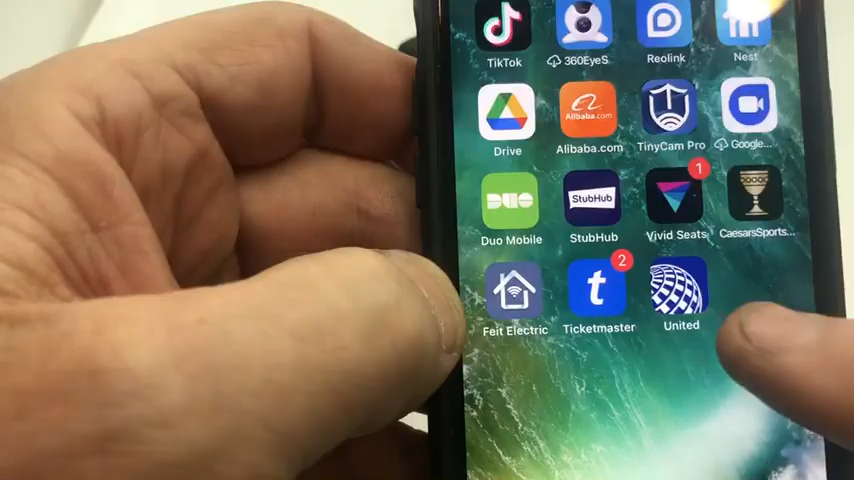 TikTok
360EyeS
Reolink
Nest
Alibaba.com
Drive
Alibaba.com
TinyCam Pro
Google...
1
DUO
StubHub
Duo Mobile
StubHub
Vivid Seats
CaesarsSports...
2
t
Feit Electric
Ticketmaster
United